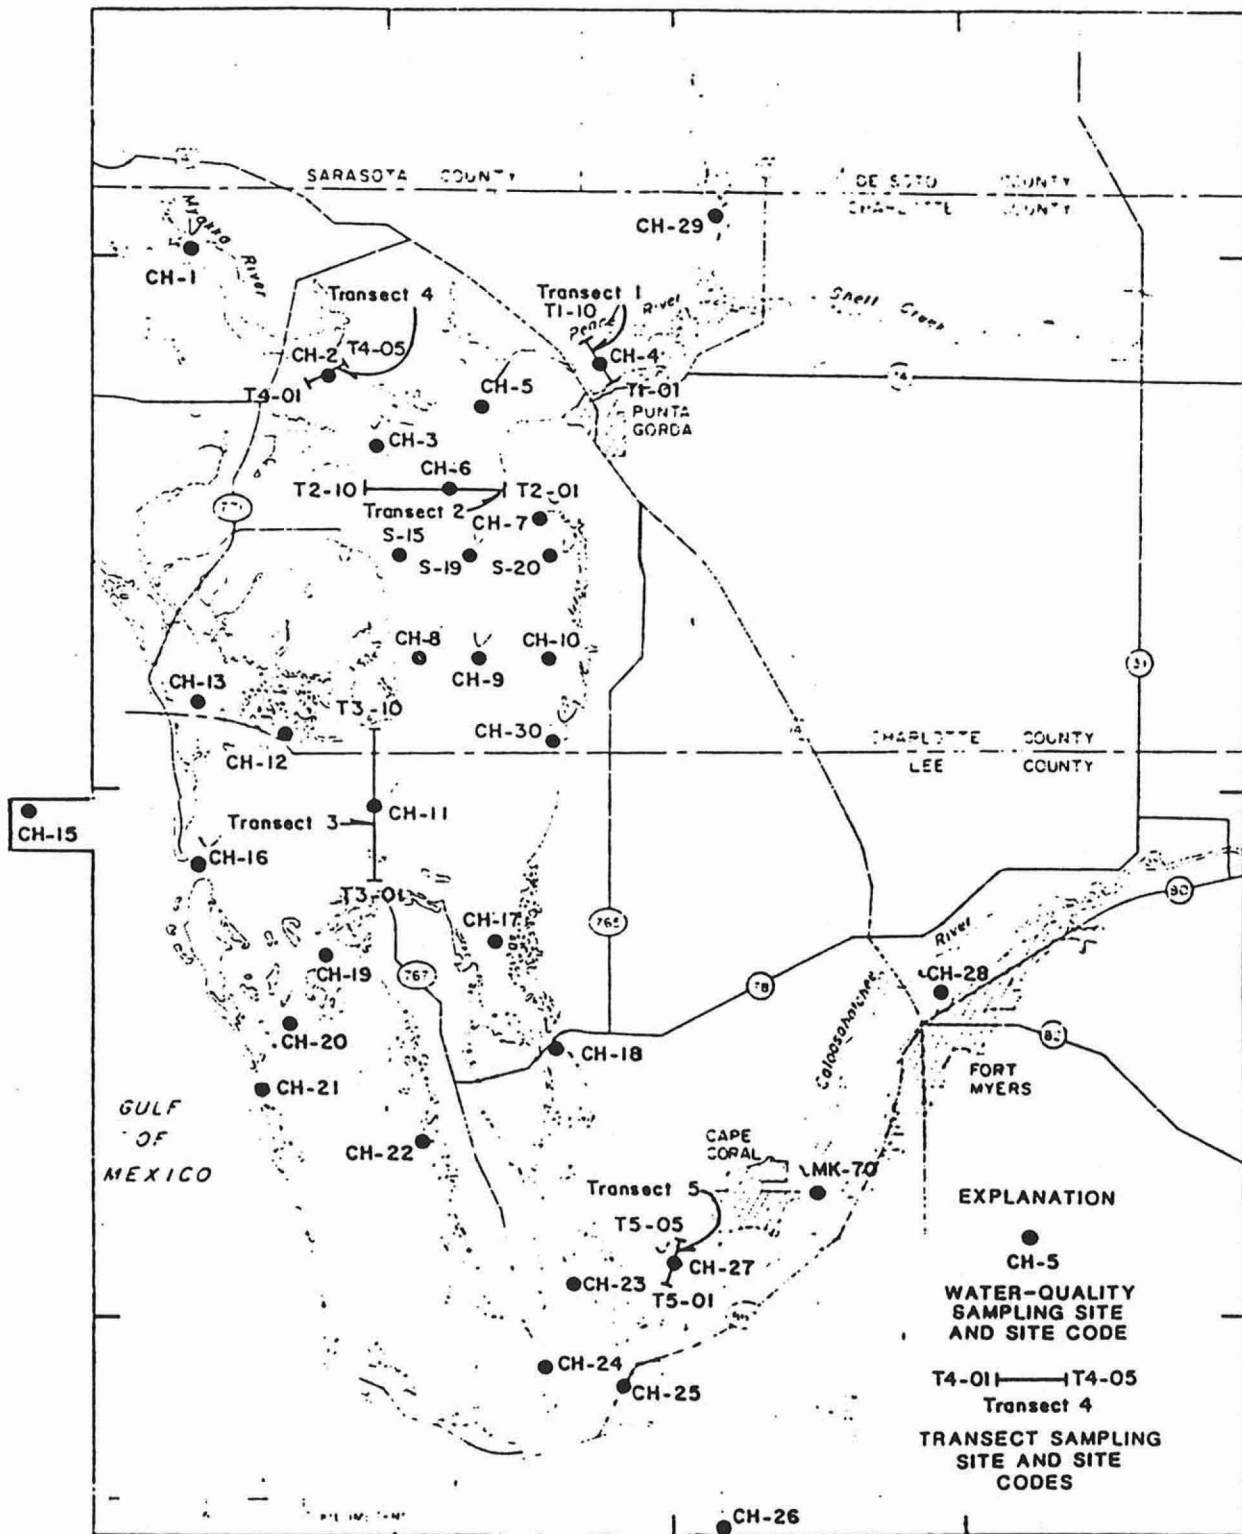 SARASOTA COUNTY
DE SOTO COUNTY
CHARLOTTE COUNTY
CH-29
Myakka
River
CH-1
Transect 4
Transect 1
T1-10
Peace River
Shell Creek
CH-2
T4-05
CH-4
T4-01
CH-5
T1-01
PUNTA
GORDA
CH-3
CH-6
T2-10
T2-01
Transect 2
CH-7
S-15
S-19
S-20
CH-8
CH-9
CH-10
31
CH-13
T3-10
CH-30
CH-12
CHARLOTTE COUNTY
LEE COUNTY
CH-15
CH-11
Transect 3
CH-16
T3-01
CH-17
765
80
CH-19
767
78
Caloosahatchee River
CH-28
CH-20
CH-18
82
FORT
MYERS
CH-21
GULF
OF
MEXICO
CH-22
CAPE
CORAL
MK-70
Transect 5
T5-05
CH-27
CH-23
T5-01
CH-24
CH-25
CH-26
EXPLANATION
CH-5
WATER-QUALITY
SAMPLING SITE
AND SITE CODE
T4-01 T4-05
Transect 4
TRANSECT SAMPLING
SITE AND SITE
CODES